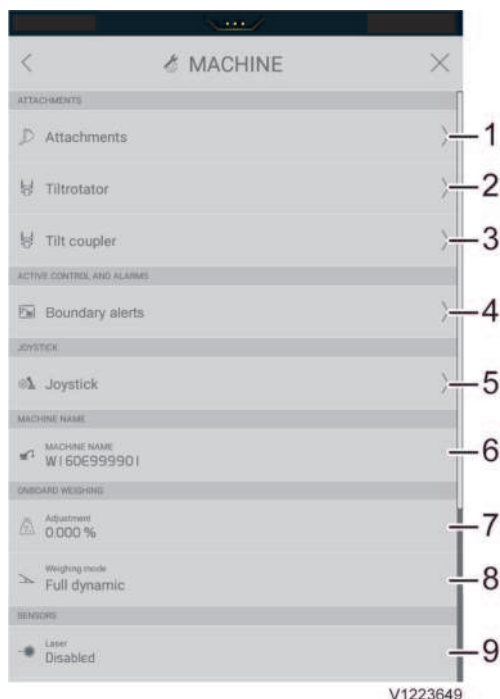 MACHINE
ATTACHMENTS
Attachments
1
Tiltrotator
2
Tilt coupler
3
ACTIVE CONTROL AND ALARMS
Boundary alerts
4
JOYSTICK
Joystick
5
MACHINE NAME
MACHINE NAME
W160E999901
6
ONBOARD WEIGHING
Adjustment
0.000 %
7
Weighing mode
Full dynamic
8
SENSORS
Laser
Disabled
9
V1223649